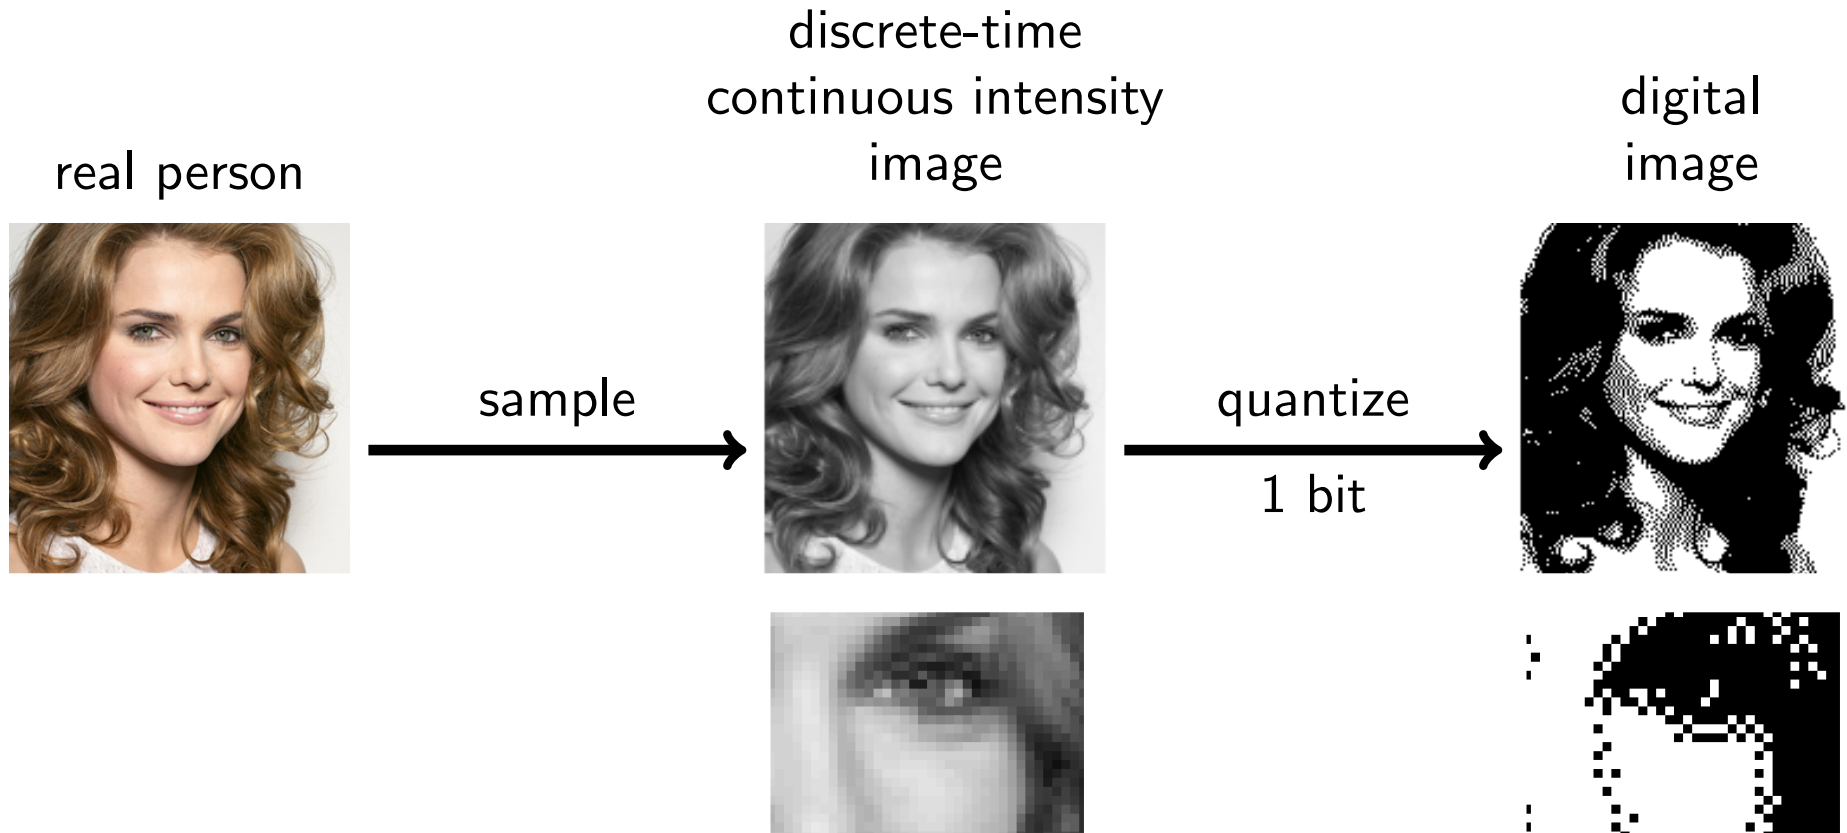 real person
discrete-time
continuous intensity
image
digital
image
sample
quantize
1 bit